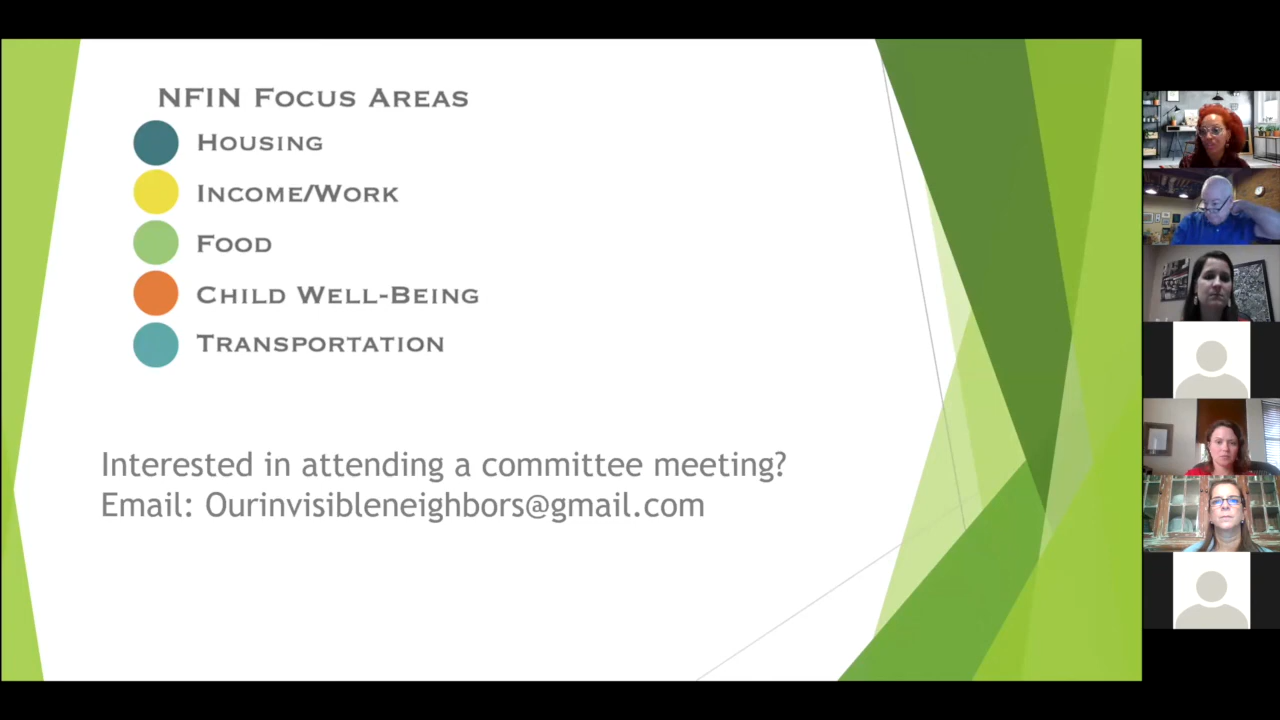 NFIN Focus Areas
Housing
Income/Work
Food
Child Well-Being
Transportation
Interested in attending a committee meeting?
Email: Ourinvisibleneighbors@gmail.com